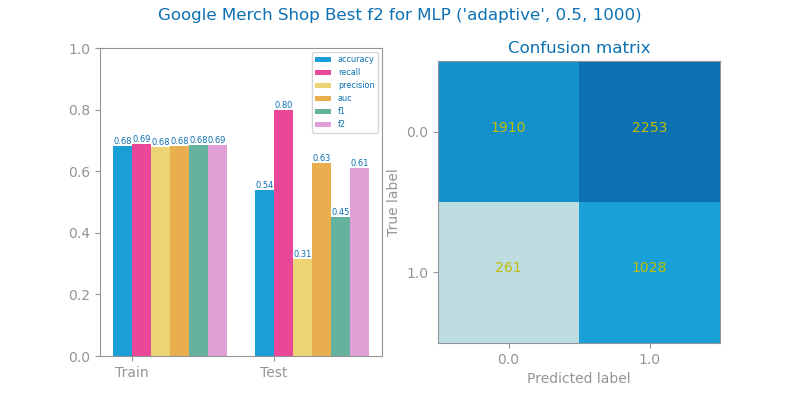 Google Merch Shop Best f2 for MLP ('adaptive', 0.5, 1000)
1.0
0.8
0.6
0.4
0.2
0.0
accuracy
recall
precision
auc
f1
f2
0.68 0.69 0.68 0.68 0.68 0.69
0.54 0.80 0.31 0.63 0.45 0.61
Train Test
Confusion matrix
True label
0.0
1.0
1910 2253
261 1028
0.0 1.0
Predicted label